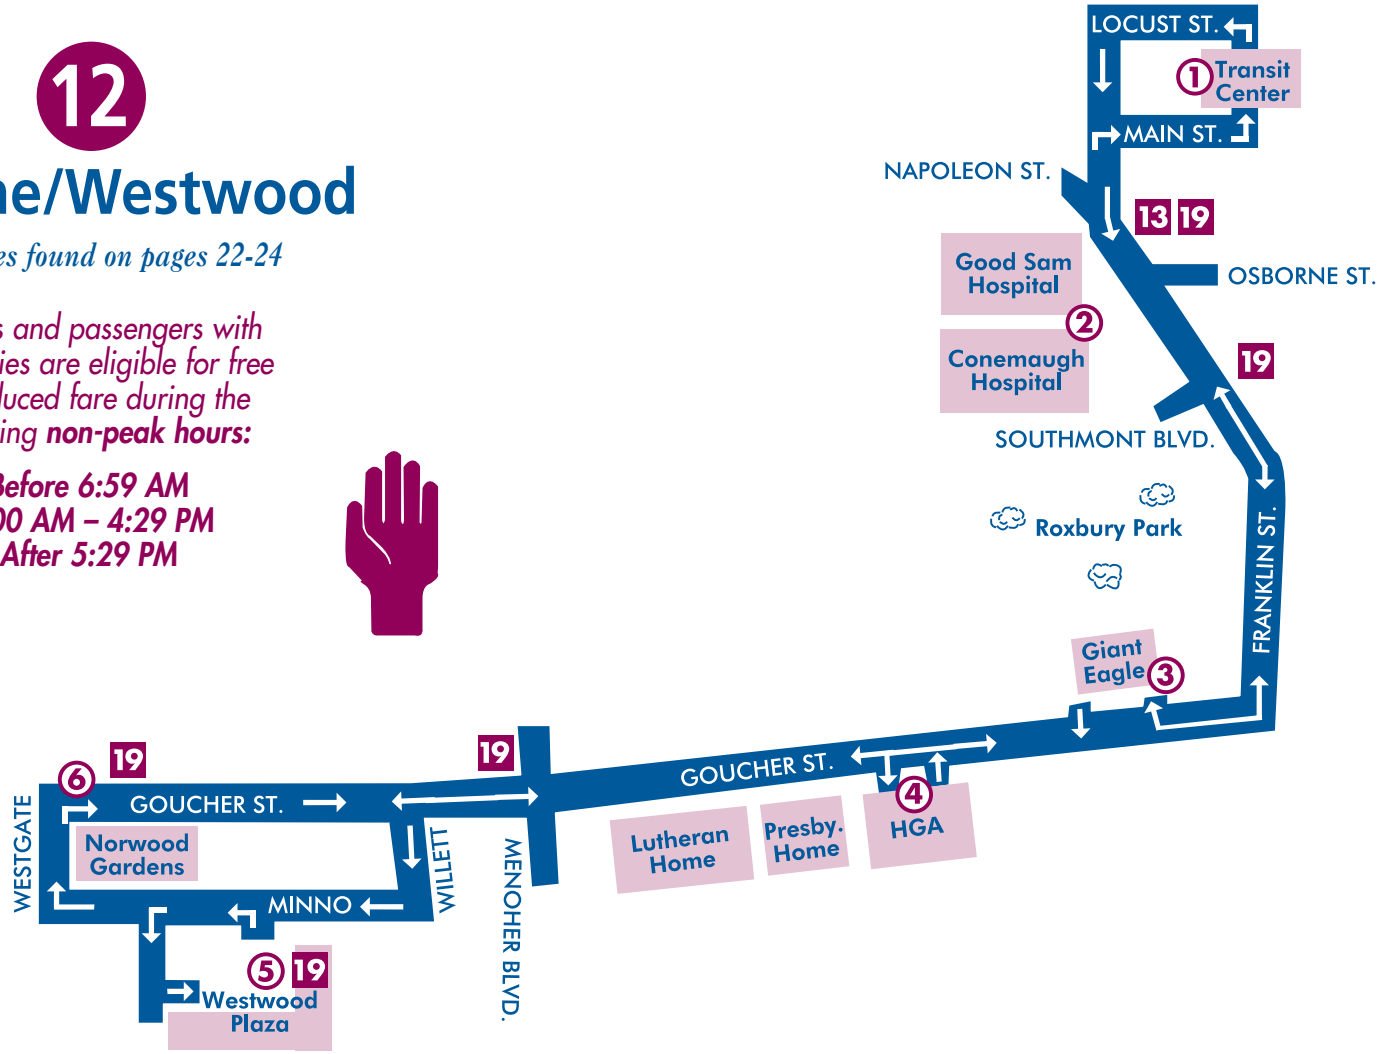 12
ne/Westwood
es found on pages 22-24
s and passengers with
ies are eligible for free
duced fare during the
ing non-peak hours:
Before 6:59 AM
00 AM – 4:29 PM
After 5:29 PM
LOCUST ST.
1 Transit
Center
MAIN ST.
NAPOLEON ST.
13 19
Good Sam
Hospital
OSBORNE ST.
2
Conemaugh
Hospital
19
SOUTHMONT BLVD.
Roxbury Park
FRANKLIN ST.
Giant
Eagle
3
19
19
6
GOUCHER ST.
GOUCHER ST.
4
HGA
Presby.
Home
Lutheran
Home
WESTGATE
Norwood
Gardens
WILLETT
MENOHER BLVD.
MINNO
5 19
Westwood
Plaza